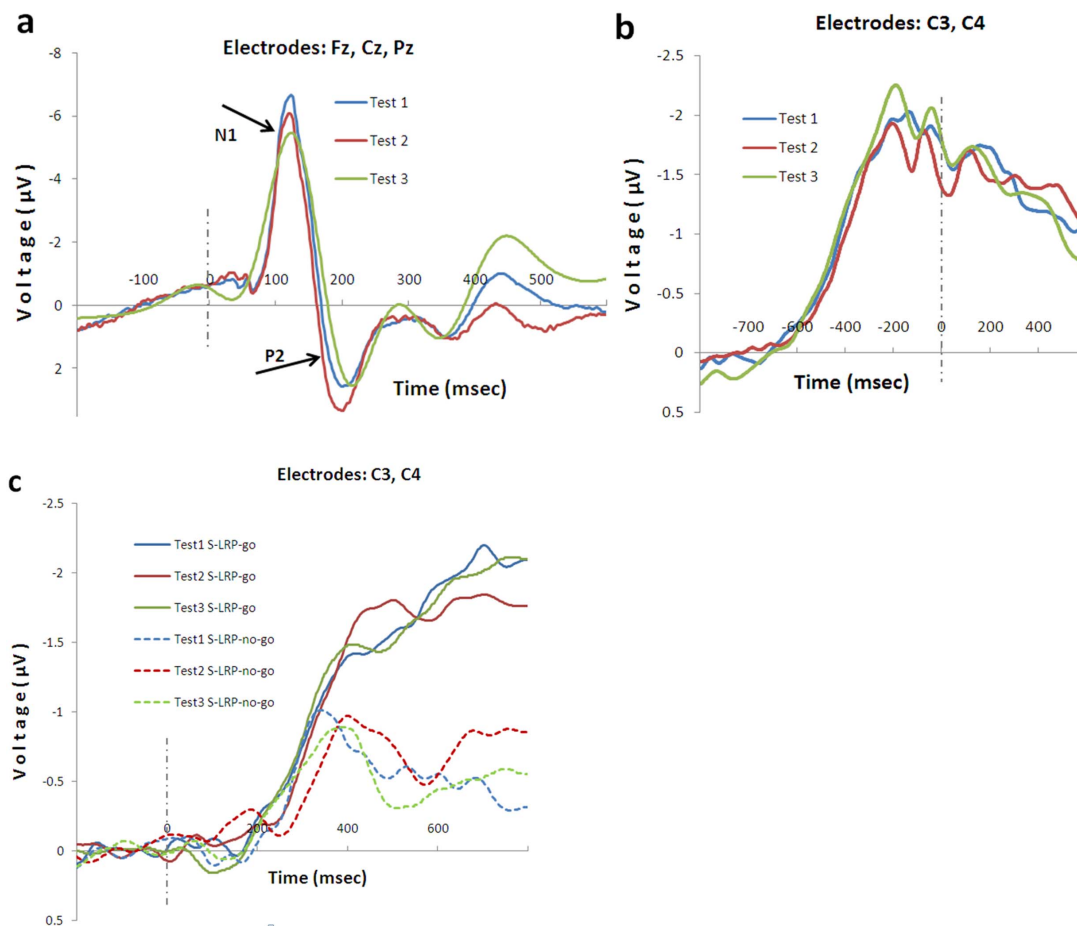 a
Electrodes: Fz, Cz, Pz
Voltage (µV)
-8
-6
-4
-2
0
2
N1
P2
Test 1
Test 2
Test 3
-100
0
100
200
300
400
500
Time (msec)
b
Electrodes: C3, C4
Voltage (µV)
-2.5
-2
-1.5
-1
-0.5
0
0.5
Test 1
Test 2
Test 3
-700
-600
-400
-200
0
200
400
Time (msec)
c
Electrodes: C3, C4
Voltage (µV)
-2.5
-2
-1.5
-1
-0.5
0
0.5
Test1 S-LRP-go
Test2 S-LRP-go
Test3 S-LRP-go
Test1 S-LRP-no-go
Test2 S-LRP-no-go
Test3 S-LRP-no-go
0
200
400
600
Time (msec)